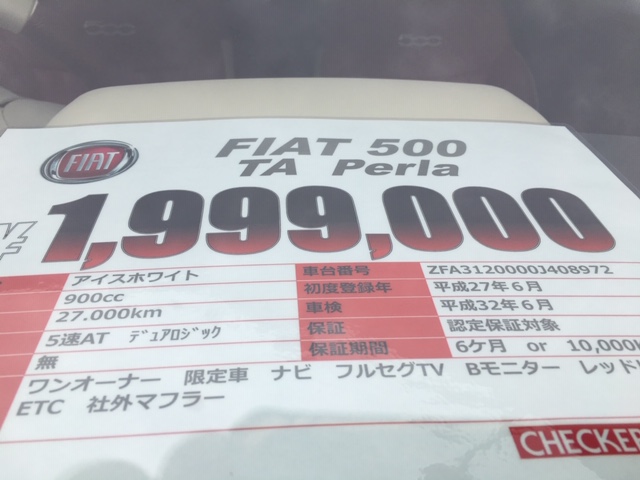 FIAT
FIAT 500
TA Perla
¥1,999,000
アイスホワイト 車台番号 ZFA3120000J408972
900cc 初度登録年 平成27年6月
27.000km 車検 平成32年6月
5速AT デュアロジック 保証 認定保証対象
無 保証期間 6ケ月 or 10,000k
ワンオーナー 限定車 ナビ フルセグTV Bモニター レッド
ETC 社外マフラー
CHECKER